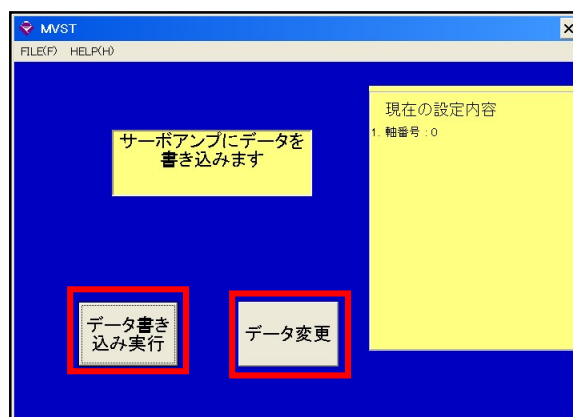 MVST
FILE(F) HELP(H)
現在の設定内容
1. 軸番号 : 0
サーボアンプにデータを
書き込みます
データ書き
込み実行
データ変更